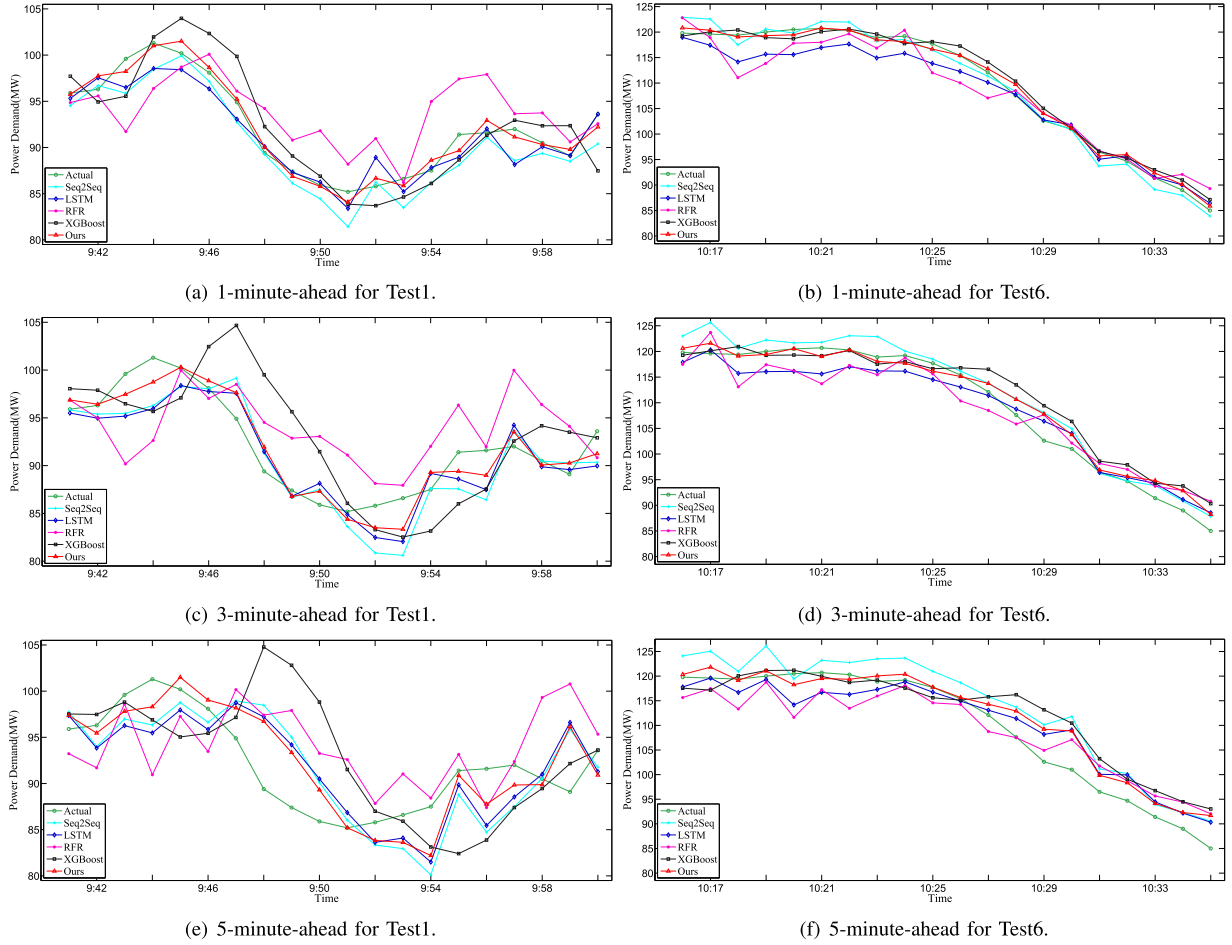 Power Demand(MW)
105
100
95
90
85
80
Actual
Seq2Seq
LSTM
RFR
XGBoost
Ours
9:42
9:46
9:50
9:54
9:58
Time
(a) 1-minute-ahead for Test1.
Power Demand(MW)
125
120
115
110
105
100
95
90
85
80
Actual
Seq2Seq
LSTM
RFR
XGBoost
Ours
10:17
10:21
10:25
10:29
10:33
Time
(b) 1-minute-ahead for Test6.
Power Demand(MW)
105
100
95
90
85
80
Actual
Seq2Seq
LSTM
RFR
XGBoost
Ours
9:42
9:46
9:50
9:54
9:58
Time
(c) 3-minute-ahead for Test1.
Power Demand(MW)
125
120
115
110
105
100
95
90
85
80
Actual
Seq2Seq
LSTM
RFR
XGBoost
Ours
10:17
10:21
10:25
10:29
10:33
Time
(d) 3-minute-ahead for Test6.
Power Demand(MW)
105
100
95
90
85
80
Actual
Seq2Seq
LSTM
RFR
XGBoost
Ours
9:42
9:46
9:50
9:54
9:58
Time
(e) 5-minute-ahead for Test1.
Power Demand(MW)
125
120
115
110
105
100
95
90
85
80
Actual
Seq2Seq
LSTM
RFR
XGBoost
Ours
10:17
10:21
10:25
10:29
10:33
Time
(f) 5-minute-ahead for Test6.